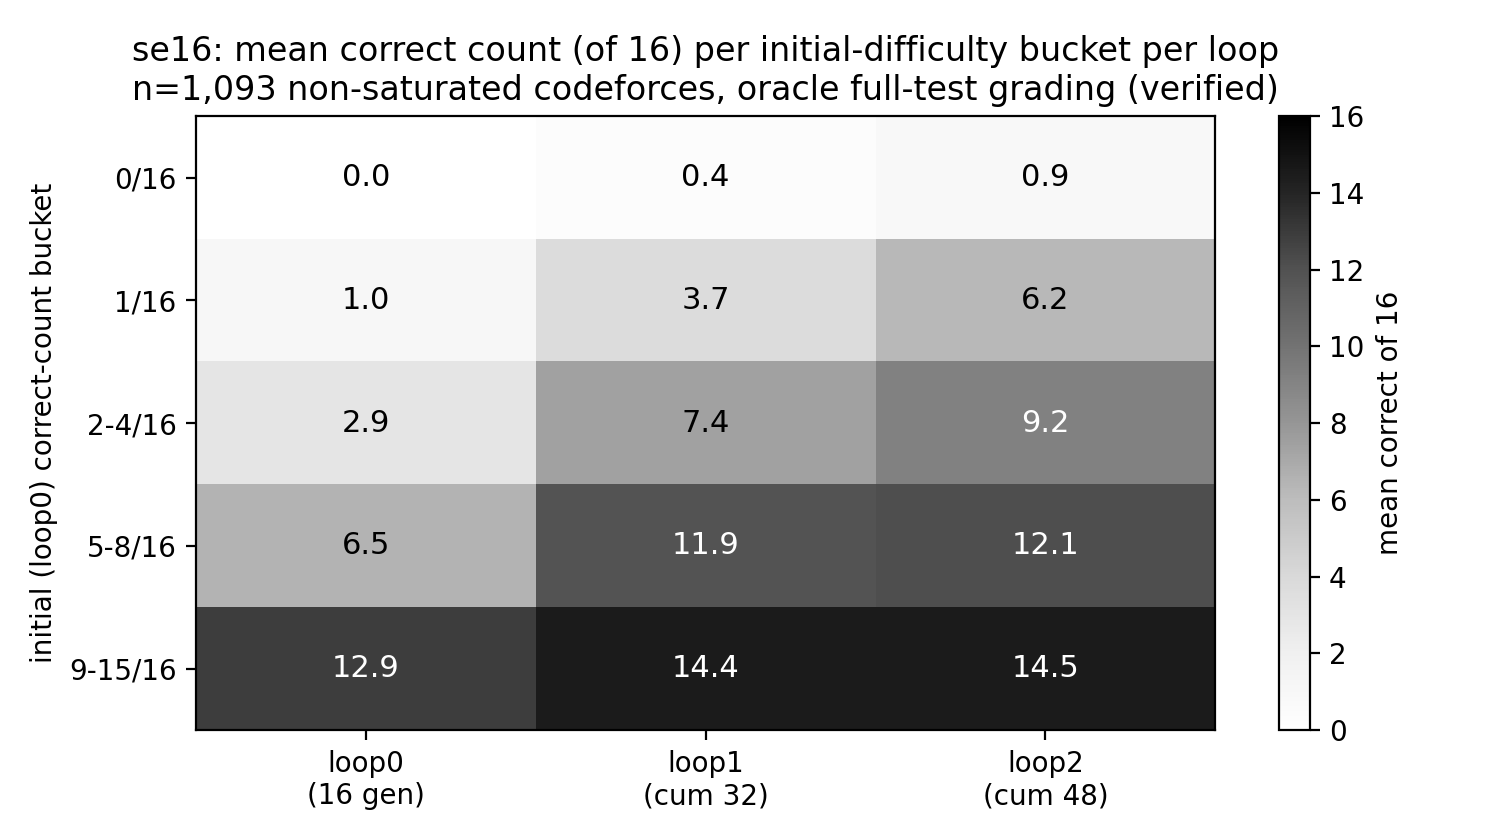 se16: mean correct count (of 16) per initial-difficulty bucket per loop
n=1,093 non-saturated codeforces, oracle full-test grading (verified)
initial (loop0) correct-count bucket
0/16 0.0 0.4 0.9
1/16 1.0 3.7 6.2
2-4/16 2.9 7.4 9.2
5-8/16 6.5 11.9 12.1
9-15/16 12.9 14.4 14.5
loop0 loop1 loop2
(16 gen) (cum 32) (cum 48)
16
14
12
10
8
6
4
2
0
mean correct of 16